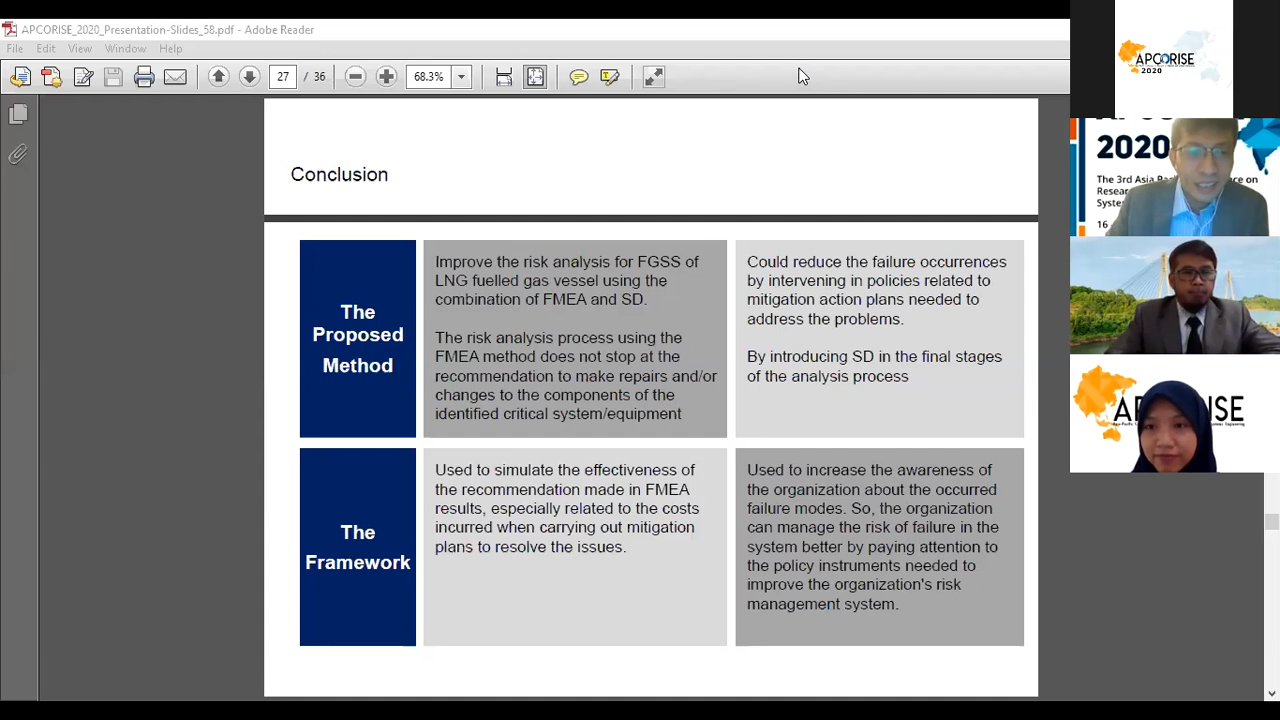 APCORISE_2020_Presentation-Slides_58.pdf - Adobe Reader
File Edit View Window Help
27 / 36 68.3%
Conclusion
The
Proposed
Method
Improve the risk analysis for FGSS of
LNG fuelled gas vessel using the
combination of FMEA and SD.
The risk analysis process using the
FMEA method does not stop at the
recommendation to make repairs and/or
changes to the components of the
identified critical system/equipment
Could reduce the failure occurrences
by intervening in policies related to
mitigation action plans needed to
address the problems.
By introducing SD in the final stages
of the analysis process
The
Framework
Used to simulate the effectiveness of
the recommendation made in FMEA
results, especially related to the costs
incurred when carrying out mitigation
plans to resolve the issues.
Used to increase the awareness of
the organization about the occurred
failure modes. So, the organization
can manage the risk of failure in the
system better by paying attention to
the policy instruments needed to
improve the organization's risk
management system.
APCORISE
2020
2020
The 3rd Asia
on
16